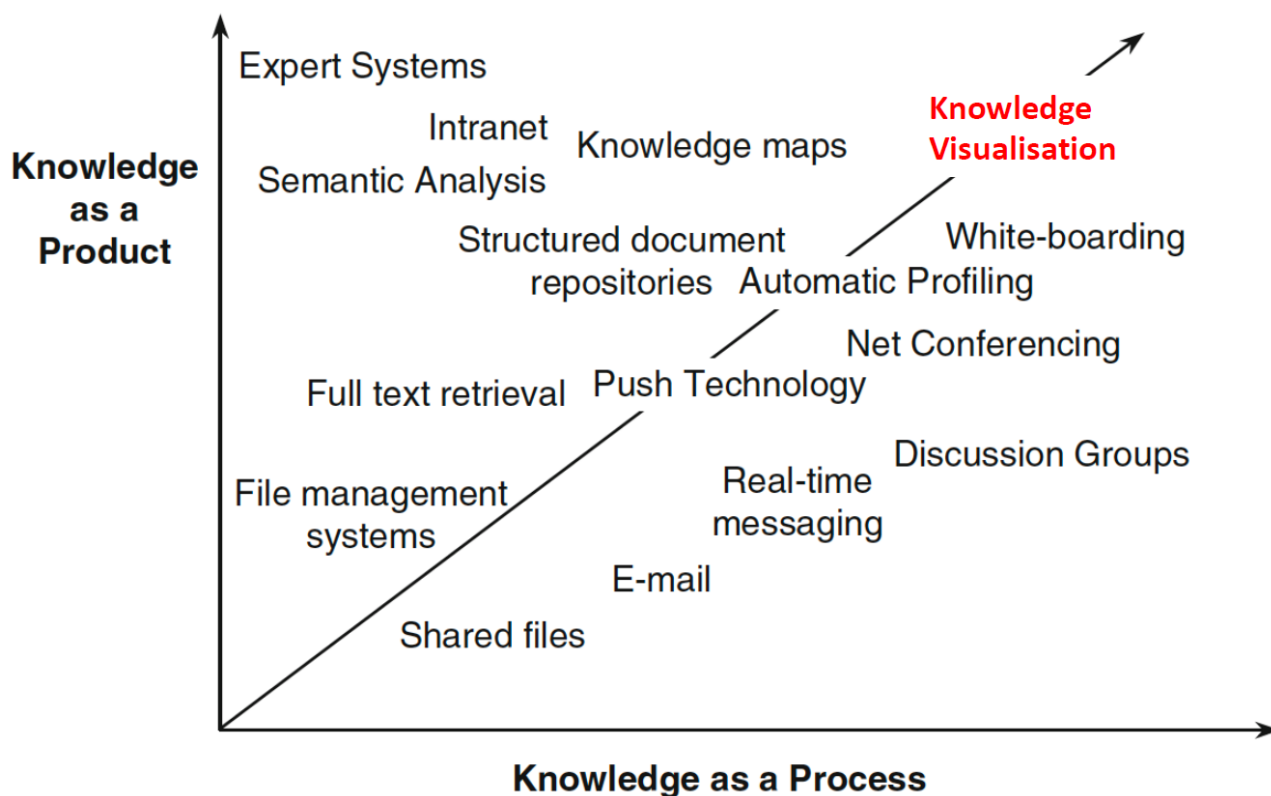 Expert Systems
Knowledge
Visualisation
Intranet
Knowledge maps
Knowledge
as a
Product
Semantic Analysis
Structured document
repositories
White-boarding
Automatic Profiling
Net Conferencing
Full text retrieval
Push Technology
Discussion Groups
File management
systems
Real-time
messaging
E-mail
Shared files
Knowledge as a Process